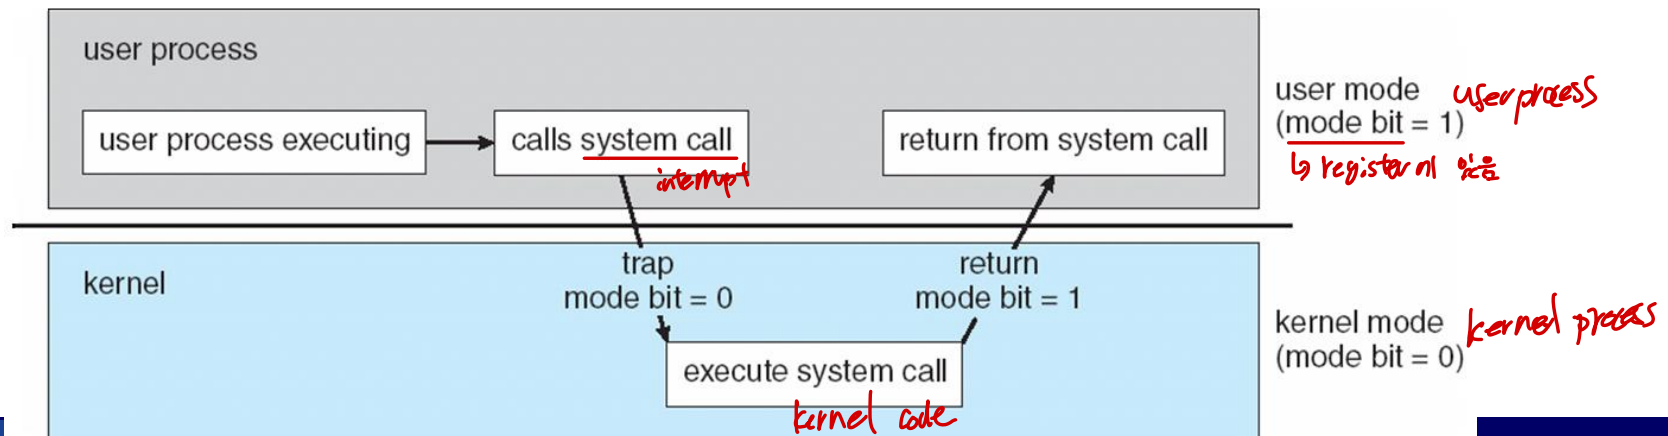 user process
user process executing
calls system call
interrupt
return from system call
user mode
(mode bit = 1)
user process
↳ register에 있음
kernel
trap
mode bit = 0
return
mode bit = 1
execute system call
kernel code
kernel mode
(mode bit = 0)
kernel process